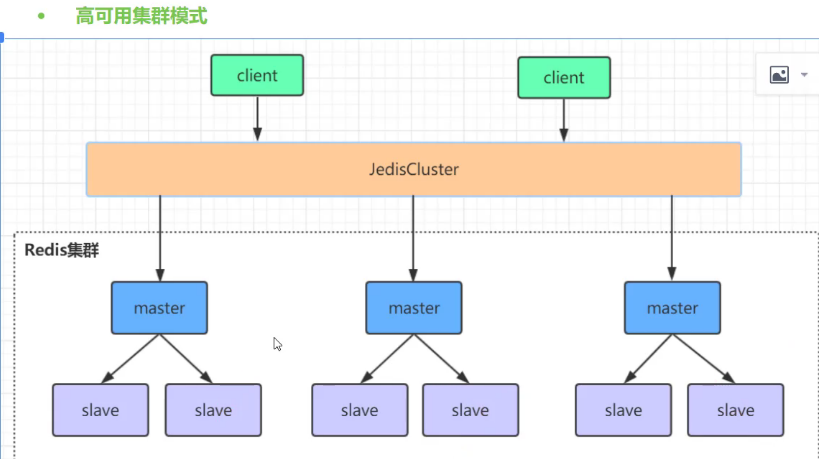 高可用集群模式
client
client
JedisCluster
Redis集群
master
master
master
slave
slave
slave
slave
slave
slave